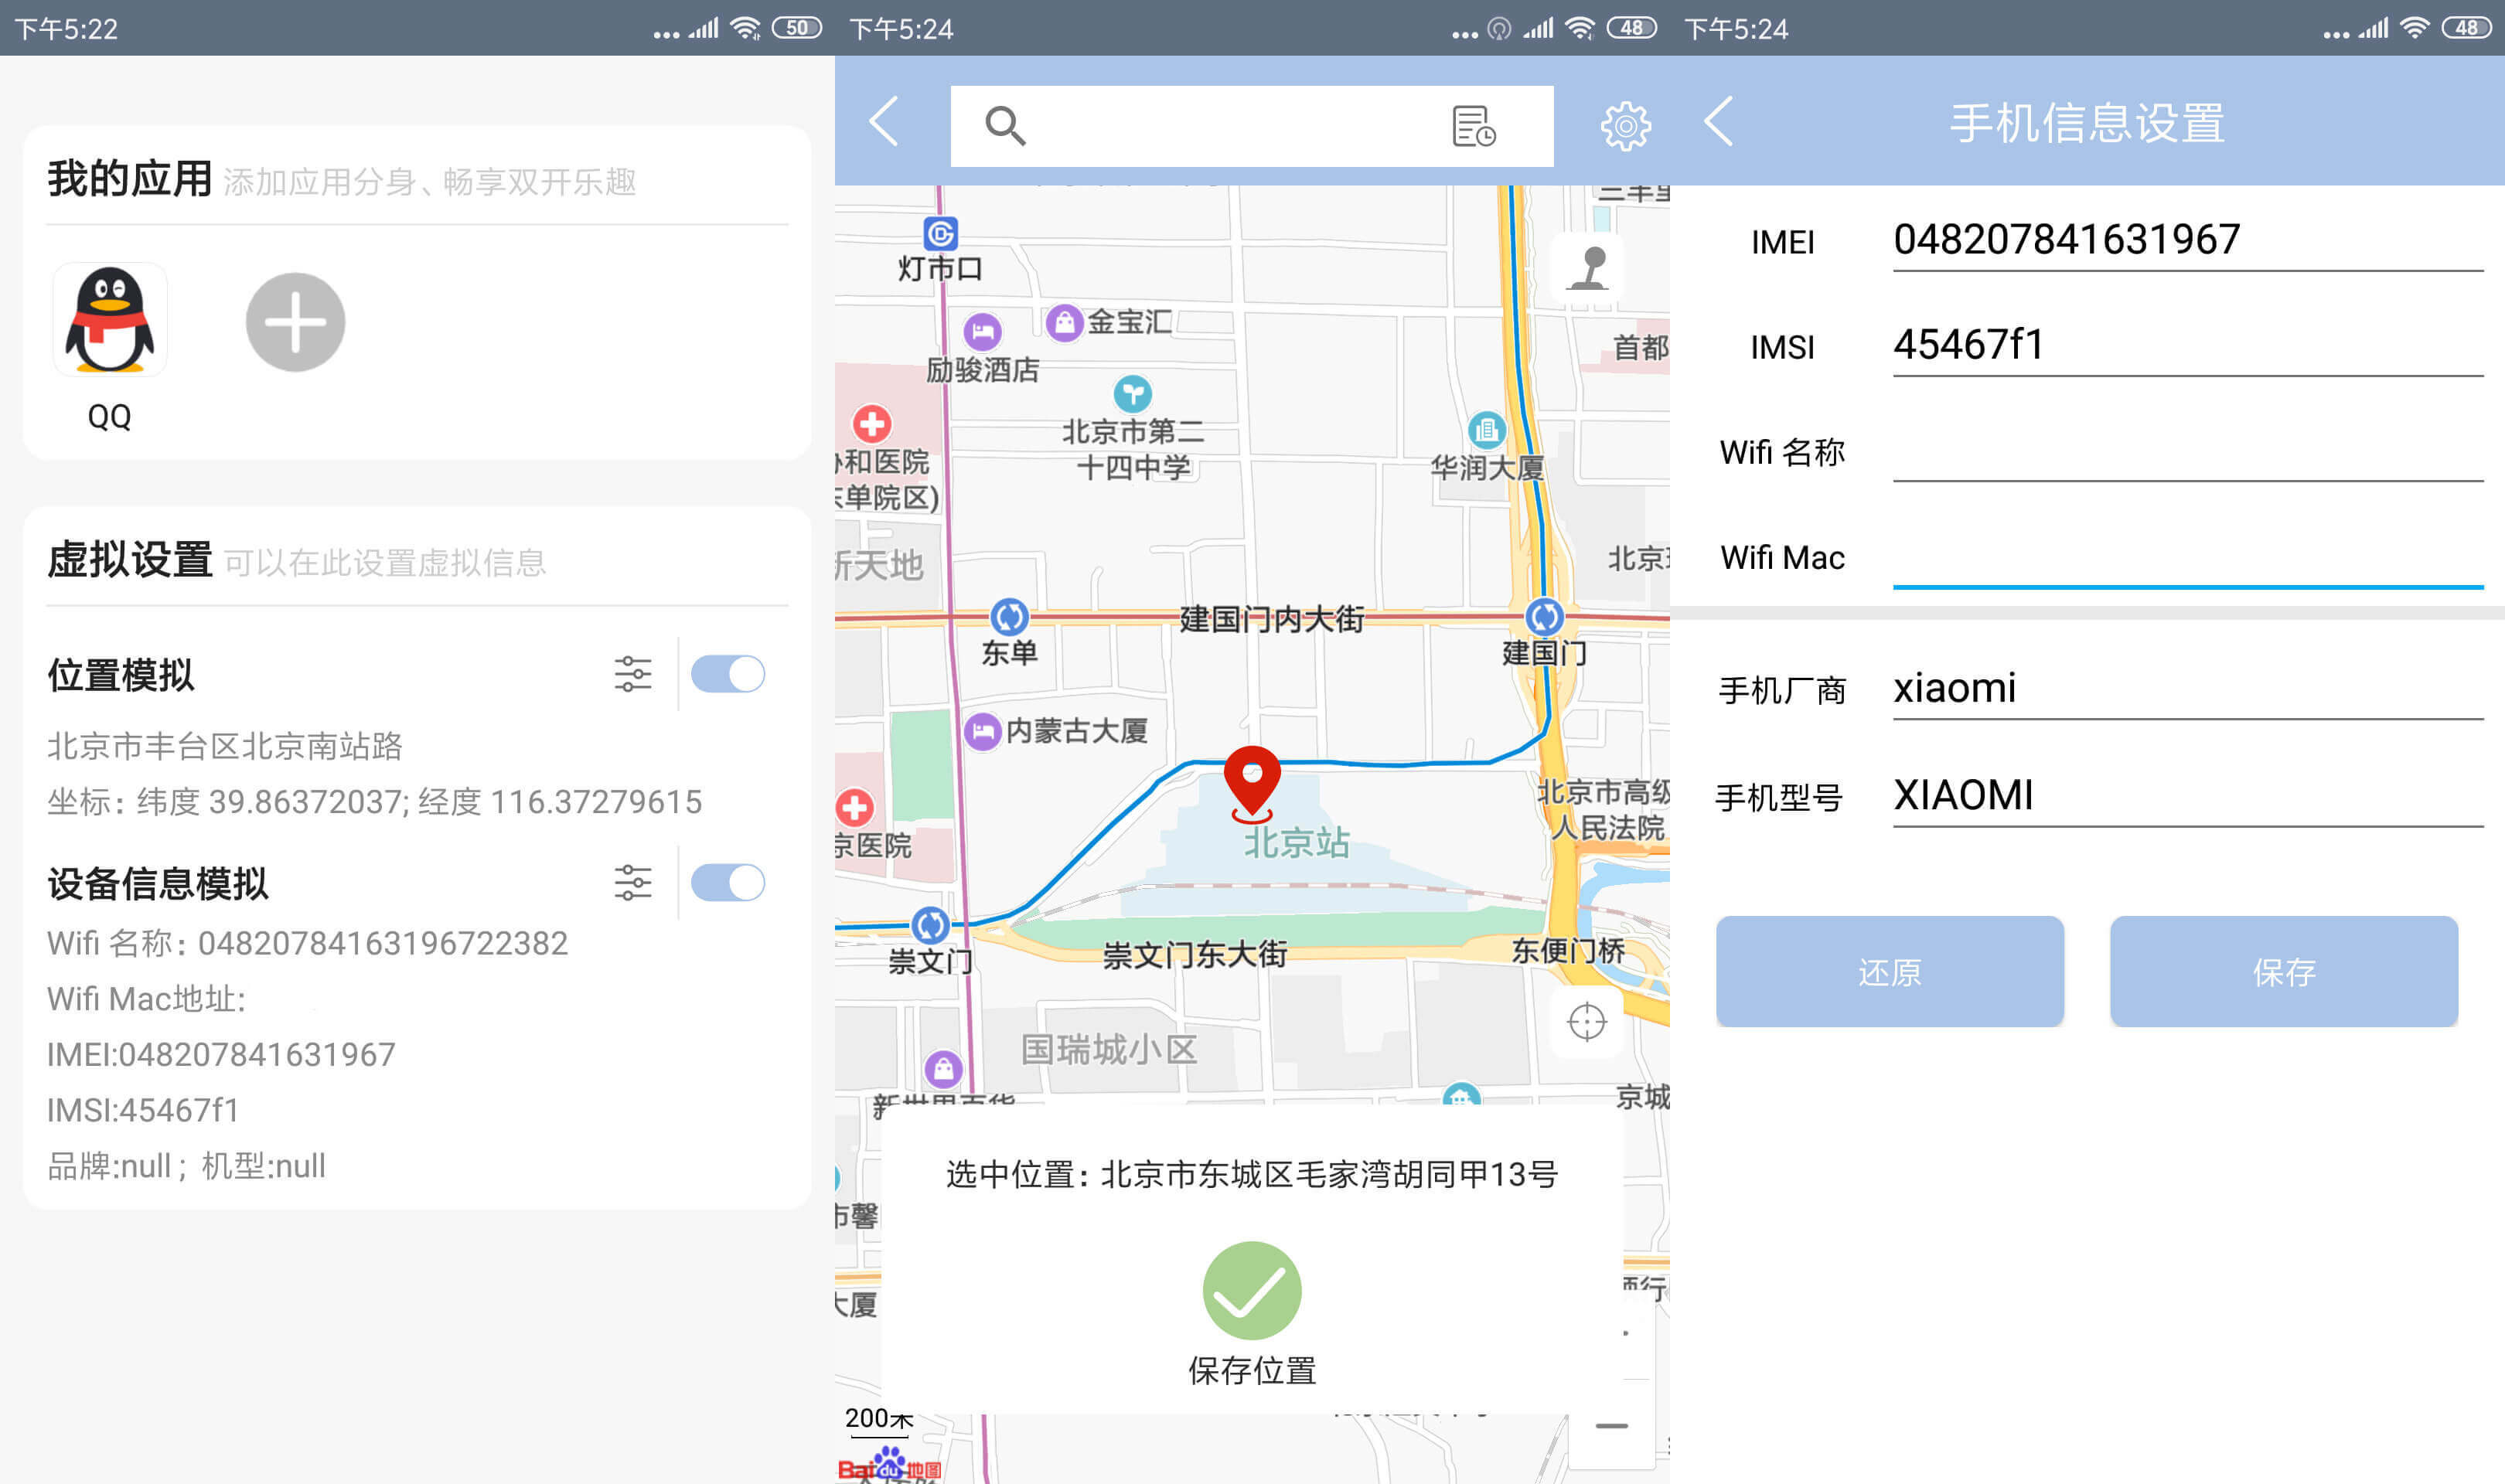 下午5:22
50
我的应用 添加应用分身、畅享双开乐趣
QQ
虚拟设置 可以在此设置虚拟信息
位置模拟
北京市丰台区北京南站路
坐标: 纬度 39.86372037; 经度 116.37279615
设备信息模拟
Wifi 名称: 04820784163196722382
Wifi Mac地址:
IMEI:048207841631967
IMSI:45467f1
品牌:null ; 机型:null
下午5:24
48
灯市口
金宝汇
励骏酒店
首都
北京市第二
十四中学
华润大厦
和医院
单院区)
新天地
北京
建国门内大街
东单
建国门
内蒙古大厦
北京市高级
人民法院
京医院
北京站
崇文门
崇文门东大街
东便门桥
国瑞城小区
新世界百货
京城
选中位置: 北京市东城区毛家湾胡同甲13号
市馨
大厦
保存位置
200米
Bai du 地图
下午5:24
48
手机信息设置
IMEI 048207841631967
IMSI 45467f1
Wifi 名称
Wifi Mac
手机厂商 xiaomi
手机型号 XIAOMI
还原
保存